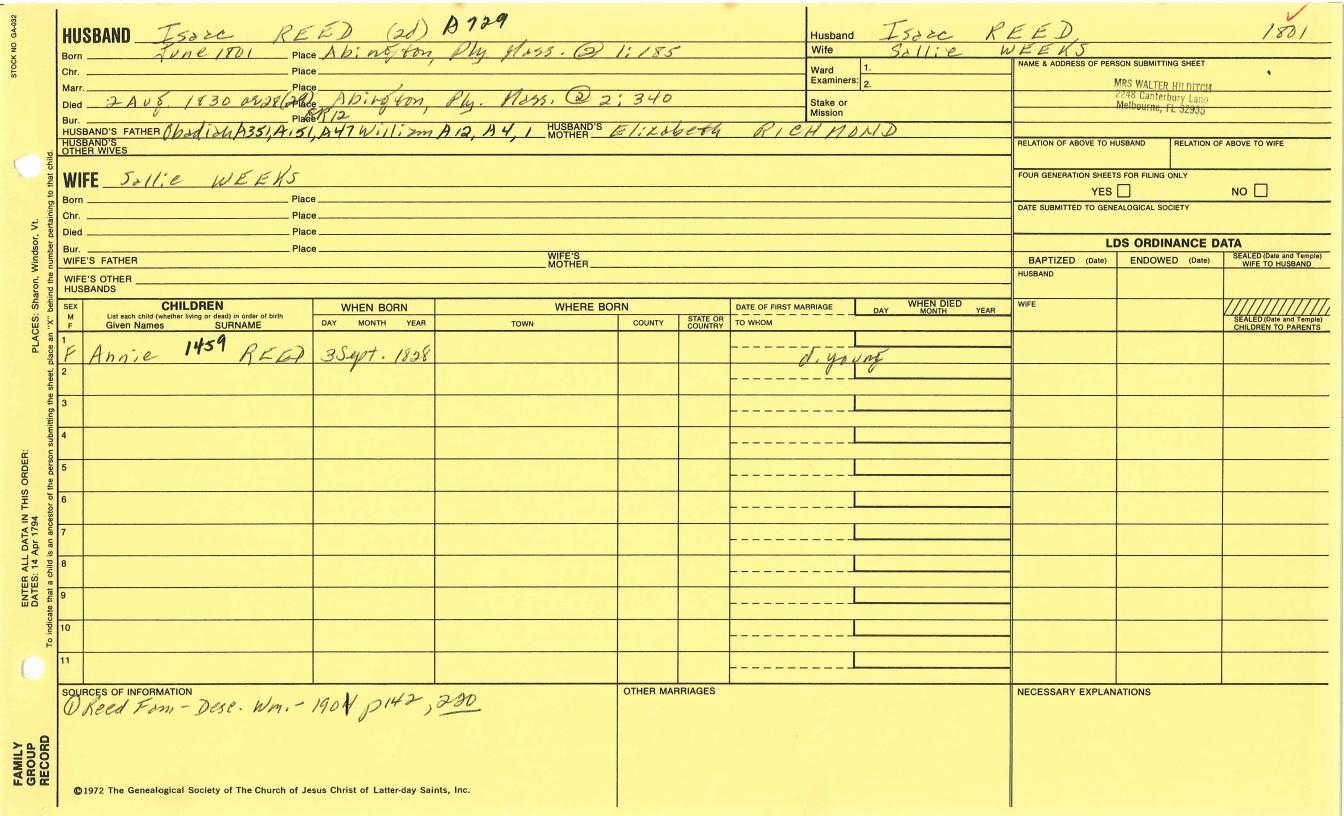 STOCK NO. GA-032
HUSBAND Isaac REED (2d) A729
Born June 1801 Place Abington, Ply Mass. ② 1:185
Chr. Place
Marr. Place
Died 2 Aug. 1830 Place Abington, Ply. Mass. ② 2:340
Bur. Place
HUSBAND'S FATHER Obadiah A351, A151, A47 William A12, A4, 1 HUSBAND'S MOTHER Elizabeth RICHMOND
HUSBAND'S OTHER WIVES
Husband Isaac REED 1801
Wife Sallie WEEKS
Ward Examiners: 1.
2.
Stake or Mission
NAME & ADDRESS OF PERSON SUBMITTING SHEET
MRS WALTER HILDITCH
2248 Canterbury Lane
Melbourne, FL 32935
RELATION OF ABOVE TO HUSBAND RELATION OF ABOVE TO WIFE
FOUR GENERATION SHEETS FOR FILING ONLY
YES NO
DATE SUBMITTED TO GENEALOGICAL SOCIETY
WIFE Sallie WEEKS
Born Place
Chr. Place
Died Place
Bur. Place
WIFE'S FATHER WIFE'S MOTHER
WIFE'S OTHER HUSBANDS
LDS ORDINANCE DATA
BAPTIZED (Date) ENDOWED (Date) SEALED (Date and Temple) WIFE TO HUSBAND
HUSBAND
WIFE
SEALED (Date and Temple) CHILDREN TO PARENTS
SEX M F
CHILDREN
List each child (whether living or dead) in order of birth
Given Names SURNAME
WHEN BORN
DAY MONTH YEAR
WHERE BORN
TOWN COUNTY STATE OR COUNTRY
DATE OF FIRST MARRIAGE
TO WHOM
WHEN DIED
DAY MONTH YEAR
1 F Annie 1459 REED 3 Sept. 1828 d. young
2
3
4
5
6
7
8
9
10
11
SOURCES OF INFORMATION
① Reed Fam - Desc. Wm. - 1901 p142, 220
OTHER MARRIAGES
NECESSARY EXPLANATIONS
©1972 The Genealogical Society of The Church of Jesus Christ of Latter-day Saints, Inc.
FAMILY GROUP RECORD
ENTER ALL DATA IN THIS ORDER:
DATES: 14 Apr 1794
PLACES: Sharon, Windsor, Vt.
To indicate that a child is an ancestor of the person submitting the sheet, place an "X" behind the number pertaining to that child.